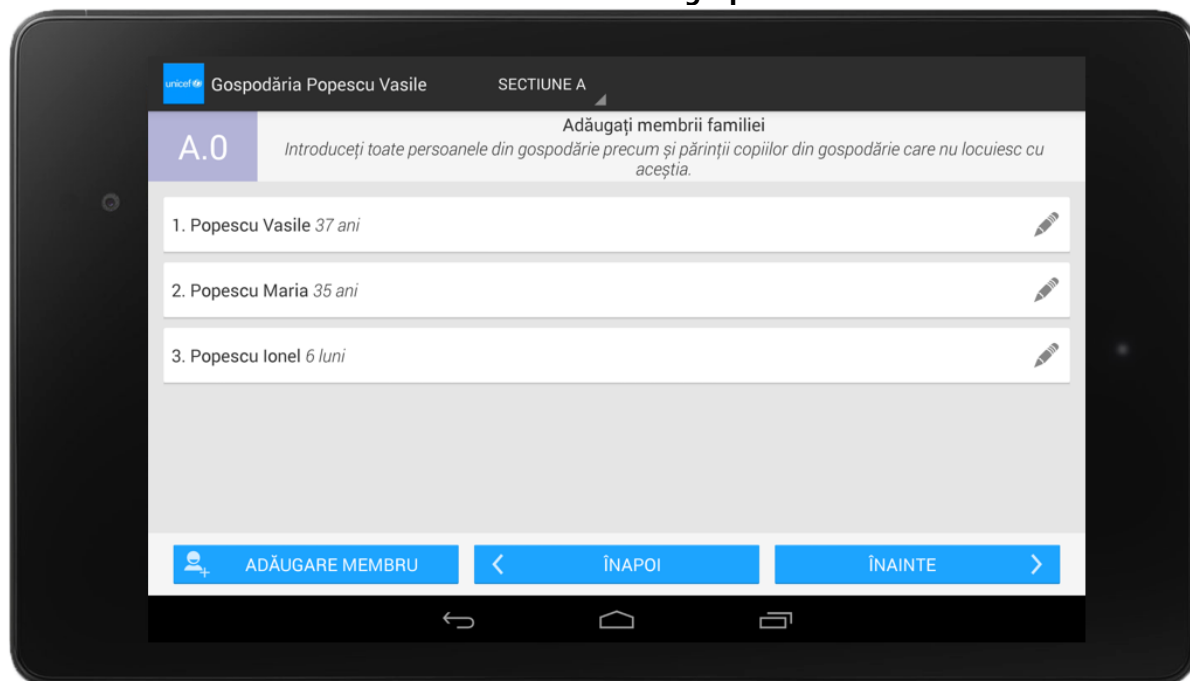 unicef Gospodăria Popescu Vasile SECTIUNE A
A.0
Adăugați membrii familiei
Introduceți toate persoanele din gospodărie precum și părinții copiilor din gospodărie care nu locuiesc cu
aceștia.
1. Popescu Vasile 37 ani
2. Popescu Maria 35 ani
3. Popescu Ionel 6 luni
ADĂUGARE MEMBRU ÎNAPOI ÎNAINTE